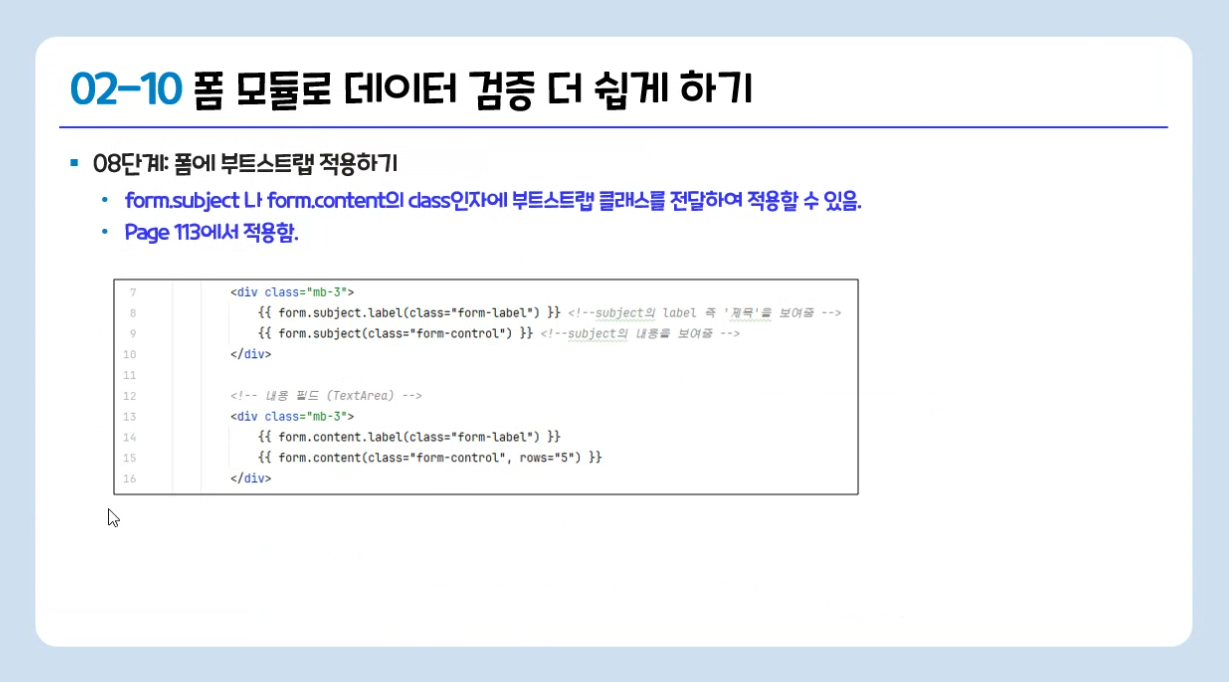 02-10 폼 모듈로 데이터 검증 더 쉽게 하기
08단계: 폼에 부트스트랩 적용하기
form.subject 나 form.content의 class인자에 부트스트랩 클래스를 전달하여 적용할 수 있음.
Page 113에서 적용함.
7 <div class="mb-3">
8 {{ form.subject.label(class="form-label") }} <!--subject의 label 즉 '제목'을 보여줌 -->
9 {{ form.subject(class="form-control") }} <!--subject의 내용을 보여줌 -->
10 </div>
11
12 <!-- 내용 필드 (TextArea) -->
13 <div class="mb-3">
14 {{ form.content.label(class="form-label") }}
15 {{ form.content(class="form-control", rows="5") }}
16 </div>